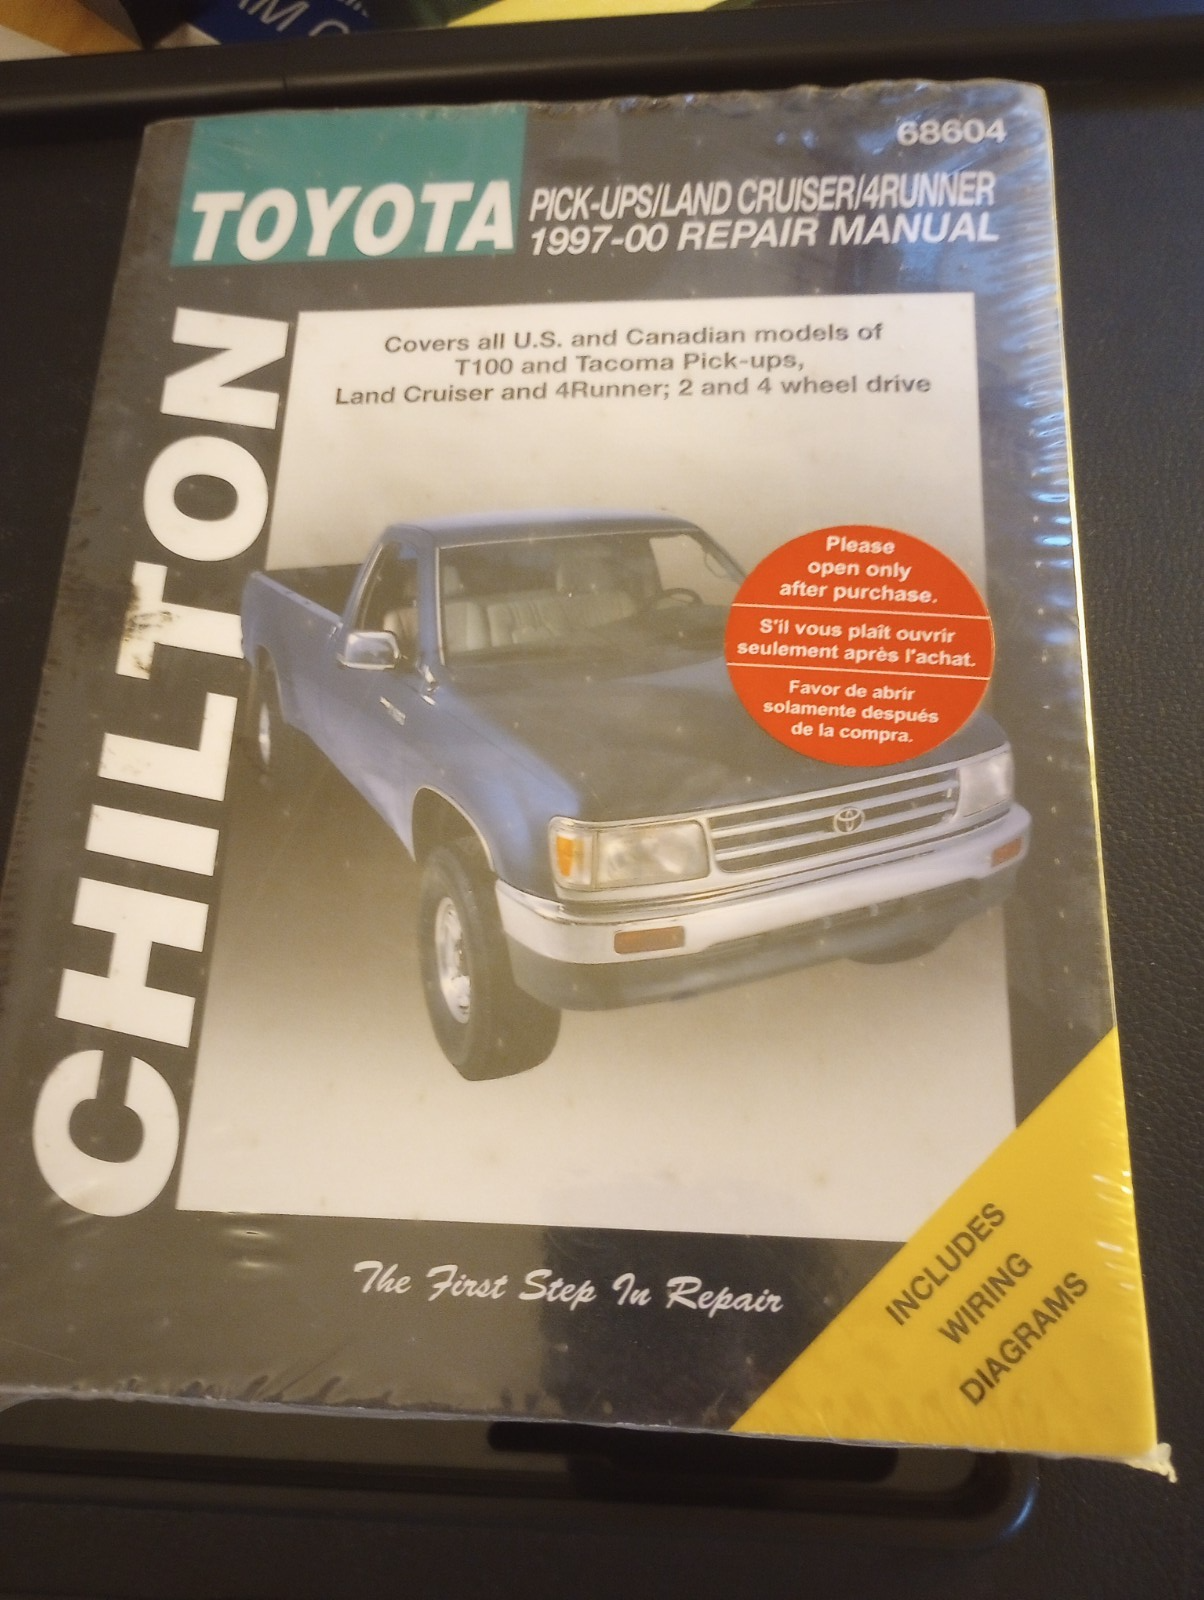 68604
TOYOTA
PICK-UPS/LAND CRUISER/4RUNNER
1997-00 REPAIR MANUAL
CHILTON
Covers all U.S. and Canadian models of
T100 and Tacoma Pick-ups,
Land Cruiser and 4Runner; 2 and 4 wheel drive
Please
open only
after purchase.
S'il vous plaît ouvrir
seulement après l'achat.
Favor de abrir
solamente después
de la compra.
The First Step In Repair
INCLUDES
WIRING
DIAGRAMS